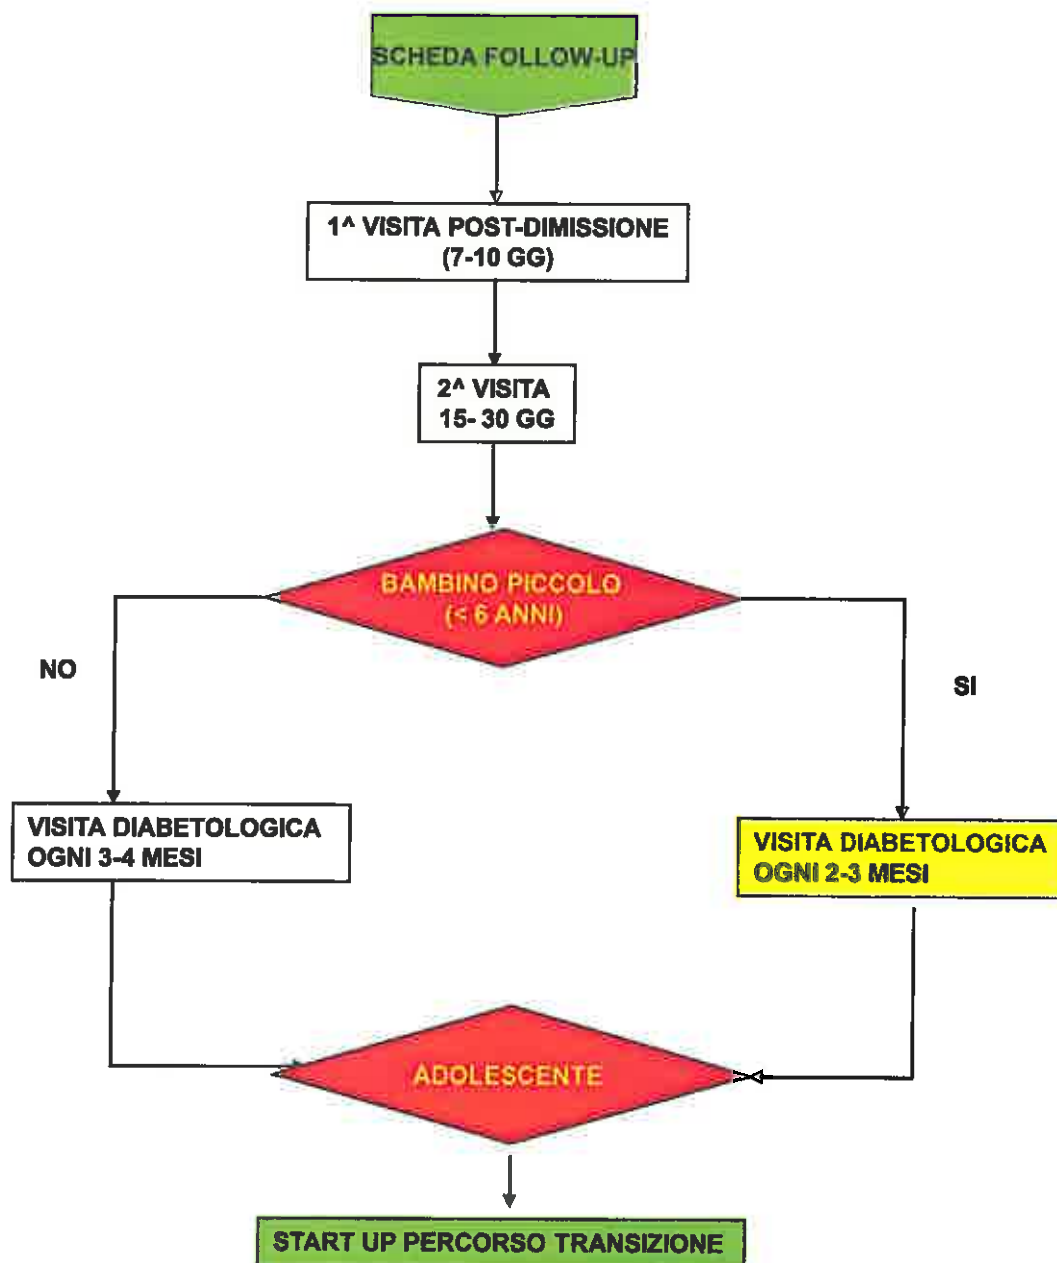 SCHEDA FOLLOW-UP
1^ VISITA POST-DIMISSIONE
(7-10 GG)
2^ VISITA
15- 30 GG
BAMBINO PICCOLO
(< 6 ANNI)
NO
SI
VISITA DIABETOLOGICA
OGNI 3-4 MESI
VISITA DIABETOLOGICA
OGNI 2-3 MESI
ADOLESCENTE
START UP PERCORSO TRANSIZIONE